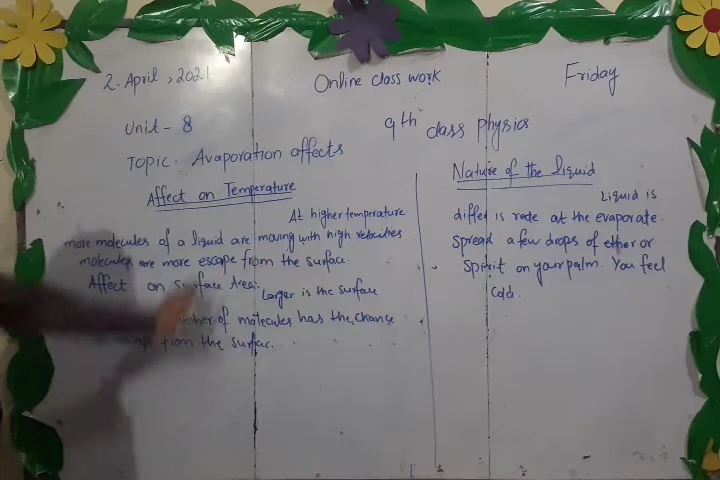 2. April, 2021
Online class work
Friday
Unit - 8
9th class physics
Topic: Avaporation affects
Affect on Temperature
At higher temperature
more molecules of a liquid are moving with high velocities
molecules are more escape from the surface.
Affect on Surface Area:
Larger is the surface
of molecules has the change
from the surfac.
Nature of the liquid
Liquid is
differ is rate at the evaporate.
Spread a few drops of ether or
spirit on your palm. You feel
cold.